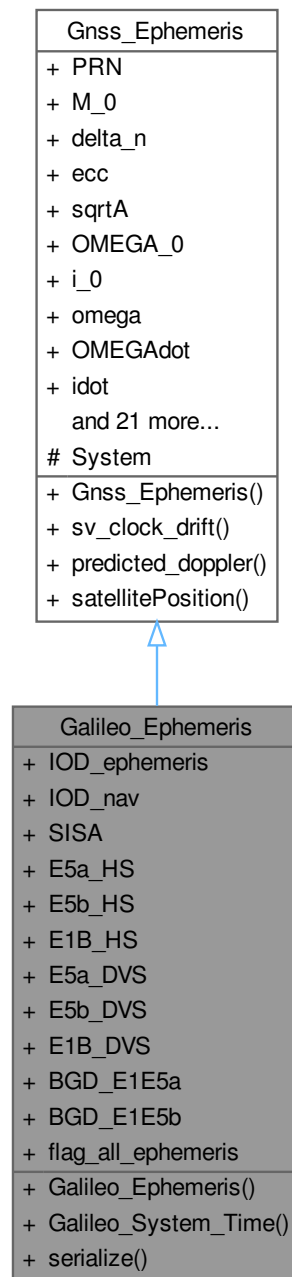 Gnss_Ephemeris
+ PRN
+ M_0
+ delta_n
+ ecc
+ sqrtA
+ OMEGA_0
+ i_0
+ omega
+ OMEGAdot
+ idot
and 21 more...
# System
+ Gnss_Ephemeris()
+ sv_clock_drift()
+ predicted_doppler()
+ satellitePosition()
Galileo_Ephemeris
+ IOD_ephemeris
+ IOD_nav
+ SISA
+ E5a_HS
+ E5b_HS
+ E1B_HS
+ E5a_DVS
+ E5b_DVS
+ E1B_DVS
+ BGD_E1E5a
+ BGD_E1E5b
+ flag_all_ephemeris
+ Galileo_Ephemeris()
+ Galileo_System_Time()
+ serialize()